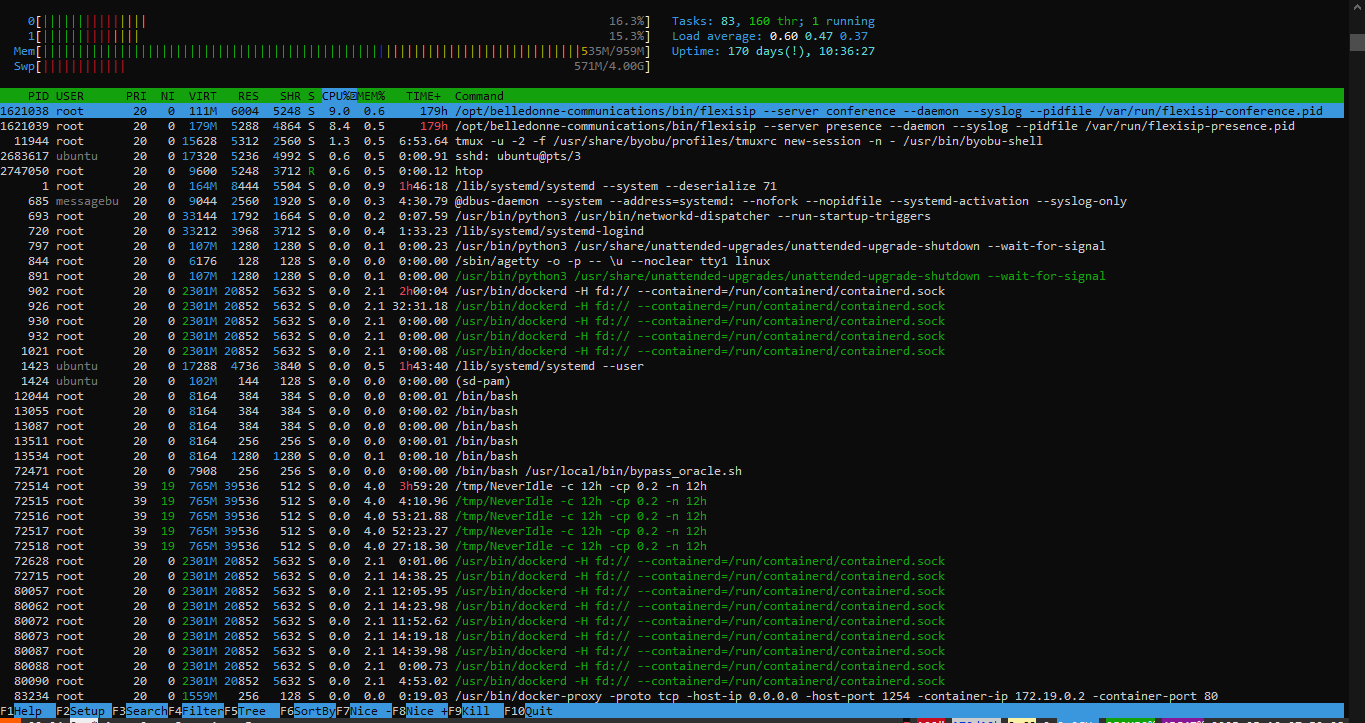 0[||||||||||||||| 16.3%] Tasks: 83, 160 thr; 1 running
1[|||||||||||||| 15.3%] Load average: 0.60 0.47 0.37
Mem[||||||||||||||||||||||||||||||||||||||||||||||||||||||||||||||||||||||||||||||535M/959M] Uptime: 170 days(!), 10:36:27
Swp[|||||||||||| 571M/4.00G]
PID USER PRI NI VIRT RES SHR S CPU% MEM% TIME+ Command
1621038 root 20 0 111M 6004 5248 S 9.0 0.6 179h /opt/belledonne-communications/bin/flexisip --server conference --daemon --syslog --pidfile /var/run/flexisip-conference.pid
1621039 root 20 0 179M 5288 4864 S 8.4 0.5 179h /opt/belledonne-communications/bin/flexisip --server presence --daemon --syslog --pidfile /var/run/flexisip-presence.pid
11944 root 20 0 15628 5312 2560 S 1.3 0.5 6:53.64 tmux -u -2 -f /usr/share/byobu/profiles/tmuxrc new-session -n - /usr/bin/byobu-shell
2683617 ubuntu 20 0 17320 5236 4992 S 0.6 0.5 0:00.91 sshd: ubuntu@pts/3
2747050 root 20 0 9600 5248 3712 R 0.6 0.5 0:00.12 htop
1 root 20 0 164M 8444 5504 S 0.0 0.9 1h46:18 /lib/systemd/systemd --system --deserialize 71
685 messagebu 20 0 9044 2560 1920 S 0.0 0.3 4:30.79 @dbus-daemon --system --address=systemd: --nofork --nopidfile --systemd-activation --syslog-only
693 root 20 0 33144 1792 1664 S 0.0 0.2 0:07.59 /usr/bin/python3 /usr/bin/networkd-dispatcher --run-startup-triggers
720 root 20 0 33212 3968 3712 S 0.0 0.4 1:33.23 /lib/systemd/systemd-logind
797 root 20 0 107M 1280 1280 S 0.0 0.1 0:00.23 /usr/bin/python3 /usr/share/unattended-upgrades/unattended-upgrade-shutdown --wait-for-signal
844 root 20 0 6176 128 128 S 0.0 0.0 0:00.00 /sbin/agetty -o -p -- \u --noclear tty1 linux
891 root 20 0 107M 1280 1280 S 0.0 0.1 0:00.00 /usr/bin/python3 /usr/share/unattended-upgrades/unattended-upgrade-shutdown --wait-for-signal
902 root 20 0 2301M 20852 5632 S 0.0 2.1 2h00:04 /usr/bin/dockerd -H fd:// --containerd=/run/containerd/containerd.sock
926 root 20 0 2301M 20852 5632 S 0.0 2.1 32:31.18 /usr/bin/dockerd -H fd:// --containerd=/run/containerd/containerd.sock
930 root 20 0 2301M 20852 5632 S 0.0 2.1 0:00.00 /usr/bin/dockerd -H fd:// --containerd=/run/containerd/containerd.sock
932 root 20 0 2301M 20852 5632 S 0.0 2.1 0:00.00 /usr/bin/dockerd -H fd:// --containerd=/run/containerd/containerd.sock
1021 root 20 0 2301M 20852 5632 S 0.0 2.1 0:00.08 /usr/bin/dockerd -H fd:// --containerd=/run/containerd/containerd.sock
1423 ubuntu 20 0 17288 4736 3840 S 0.0 0.5 1h43:40 /lib/systemd/systemd --user
1424 ubuntu 20 0 102M 144 128 S 0.0 0.0 0:00.00 (sd-pam)
12044 root 20 0 8164 384 384 S 0.0 0.0 0:00.01 /bin/bash
13055 root 20 0 8164 384 384 S 0.0 0.0 0:00.02 /bin/bash
13087 root 20 0 8164 384 384 S 0.0 0.0 0:00.00 /bin/bash
13511 root 20 0 8164 256 256 S 0.0 0.0 0:00.01 /bin/bash
13534 root 20 0 8164 1280 1280 S 0.0 0.1 0:00.10 /bin/bash
72471 root 20 0 7908 256 256 S 0.0 0.0 0:00.00 /bin/bash /usr/local/bin/bypass_oracle.sh
72514 root 39 19 765M 39536 512 S 0.0 4.0 3h59:20 /tmp/NeverIdle -c 12h -cp 0.2 -n 12h
72515 root 39 19 765M 39536 512 S 0.0 4.0 4:10.96 /tmp/NeverIdle -c 12h -cp 0.2 -n 12h
72516 root 39 19 765M 39536 512 S 0.0 4.0 53:21.88 /tmp/NeverIdle -c 12h -cp 0.2 -n 12h
72517 root 39 19 765M 39536 512 S 0.0 4.0 52:23.27 /tmp/NeverIdle -c 12h -cp 0.2 -n 12h
72518 root 39 19 765M 39536 512 S 0.0 4.0 27:18.30 /tmp/NeverIdle -c 12h -cp 0.2 -n 12h
72628 root 20 0 2301M 20852 5632 S 0.0 2.1 0:01.06 /usr/bin/dockerd -H fd:// --containerd=/run/containerd/containerd.sock
72715 root 20 0 2301M 20852 5632 S 0.0 2.1 14:38.25 /usr/bin/dockerd -H fd:// --containerd=/run/containerd/containerd.sock
80057 root 20 0 2301M 20852 5632 S 0.0 2.1 12:05.95 /usr/bin/dockerd -H fd:// --containerd=/run/containerd/containerd.sock
80062 root 20 0 2301M 20852 5632 S 0.0 2.1 14:23.98 /usr/bin/dockerd -H fd:// --containerd=/run/containerd/containerd.sock
80072 root 20 0 2301M 20852 5632 S 0.0 2.1 11:52.62 /usr/bin/dockerd -H fd:// --containerd=/run/containerd/containerd.sock
80073 root 20 0 2301M 20852 5632 S 0.0 2.1 14:19.18 /usr/bin/dockerd -H fd:// --containerd=/run/containerd/containerd.sock
80087 root 20 0 2301M 20852 5632 S 0.0 2.1 14:39.98 /usr/bin/dockerd -H fd:// --containerd=/run/containerd/containerd.sock
80088 root 20 0 2301M 20852 5632 S 0.0 2.1 0:00.73 /usr/bin/dockerd -H fd:// --containerd=/run/containerd/containerd.sock
80090 root 20 0 2301M 20852 5632 S 0.0 2.1 4:53.02 /usr/bin/dockerd -H fd:// --containerd=/run/containerd/containerd.sock
83234 root 20 0 1559M 256 128 S 0.0 0.0 0:19.03 /usr/bin/docker-proxy -proto tcp -host-ip 0.0.0.0 -host-port 1254 -container-ip 172.19.0.2 -container-port 80
F1Help F2Setup F3SearchF4FilterF5Tree F6SortByF7Nice -F8Nice +F9Kill F10Quit